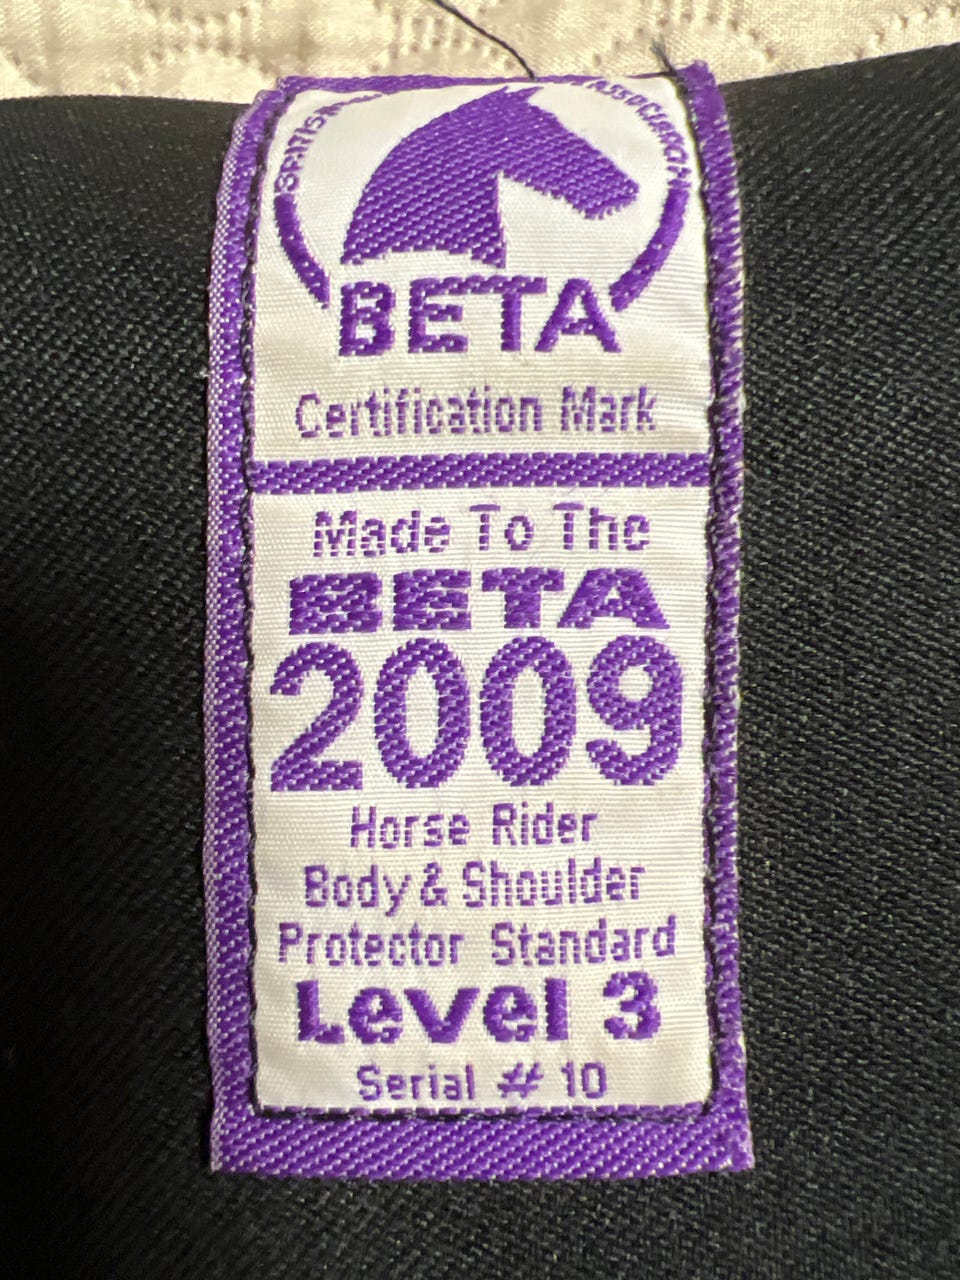 BRITISH
ASSOCIATION
BETA
Certification Mark
Made To The
BETA
2009
Horse Rider
Body & Shoulder
Protector Standard
Level 3
Serial # 10